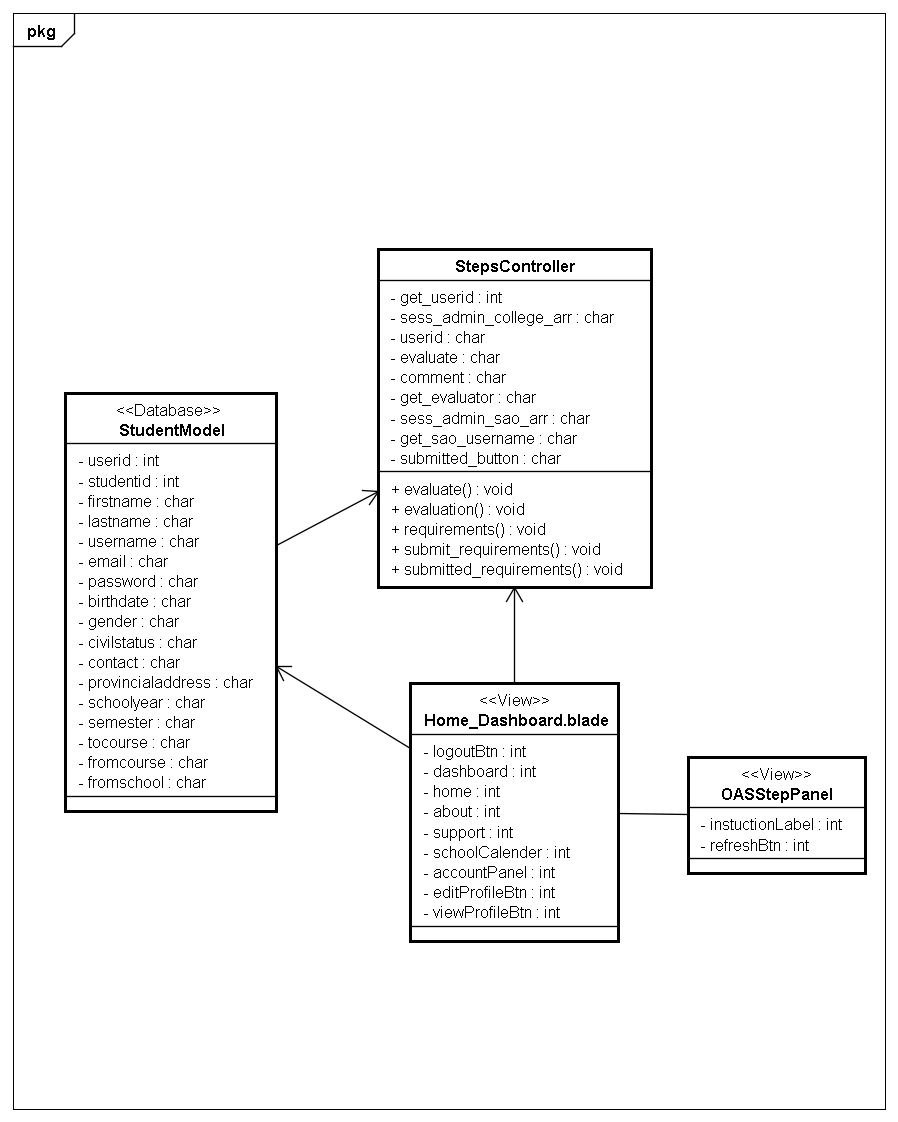 pkg
StepsController
- get_userid : int
- sess_admin_college_arr : char
- userid : char
- evaluate : char
- comment : char
- get_evaluator : char
- sess_admin_sao_arr : char
- get_sao_username : char
- submitted_button : char
+ evaluate() : void
+ evaluation() : void
+ requirements() : void
+ submit_requirements() : void
+ submitted_requirements() : void
<<Database>>
StudentModel
- userid : int
- studentid : int
- firstname : char
- lastname : char
- username : char
- email : char
- password : char
- birthdate : char
- gender : char
- civilstatus : char
- contact : char
- provincialaddress : char
- schoolyear : char
- semester : char
- tocourse : char
- fromcourse : char
- fromschool : char
<<View>>
Home_Dashboard.blade
- logoutBtn : int
- dashboard : int
- home : int
- about : int
- support : int
- schoolCalender : int
- accountPanel : int
- editProfileBtn : int
- viewProfileBtn : int
<<View>>
OASStepPanel
- instuctionLabel : int
- refreshBtn : int